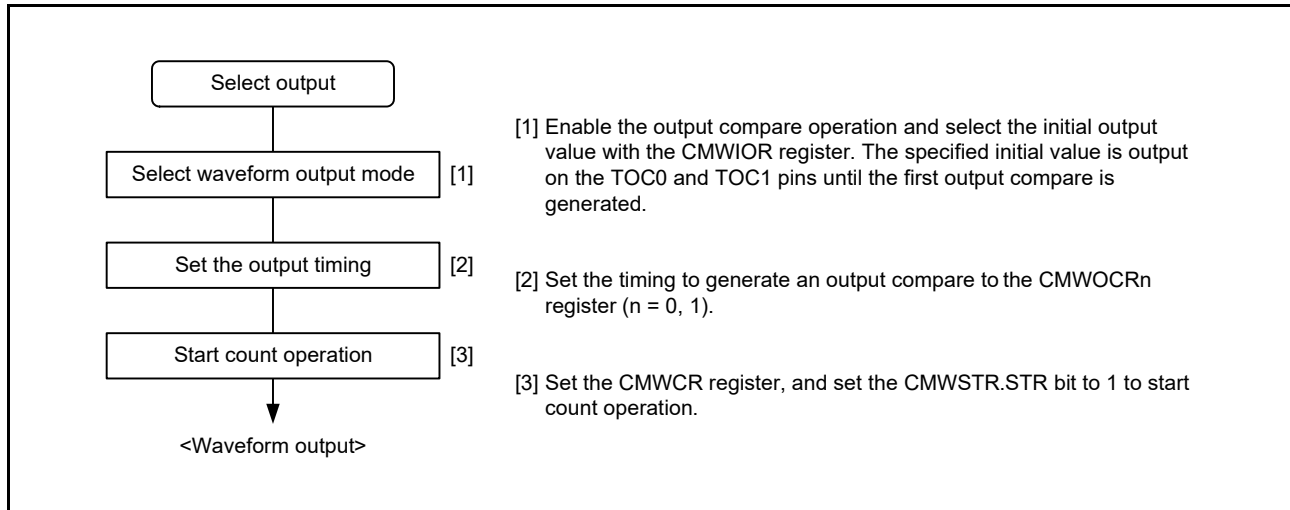 Select output
Select waveform output mode [1]
Set the output timing [2]
Start count operation [3]
<Waveform output>
[1] Enable the output compare operation and select the initial output
value with the CMWIOR register. The specified initial value is output
on the TOC0 and TOC1 pins until the first output compare is
generated.
[2] Set the timing to generate an output compare to the CMWOCRn
register (n = 0, 1).
[3] Set the CMWCR register, and set the CMWSTR.STR bit to 1 to start
count operation.